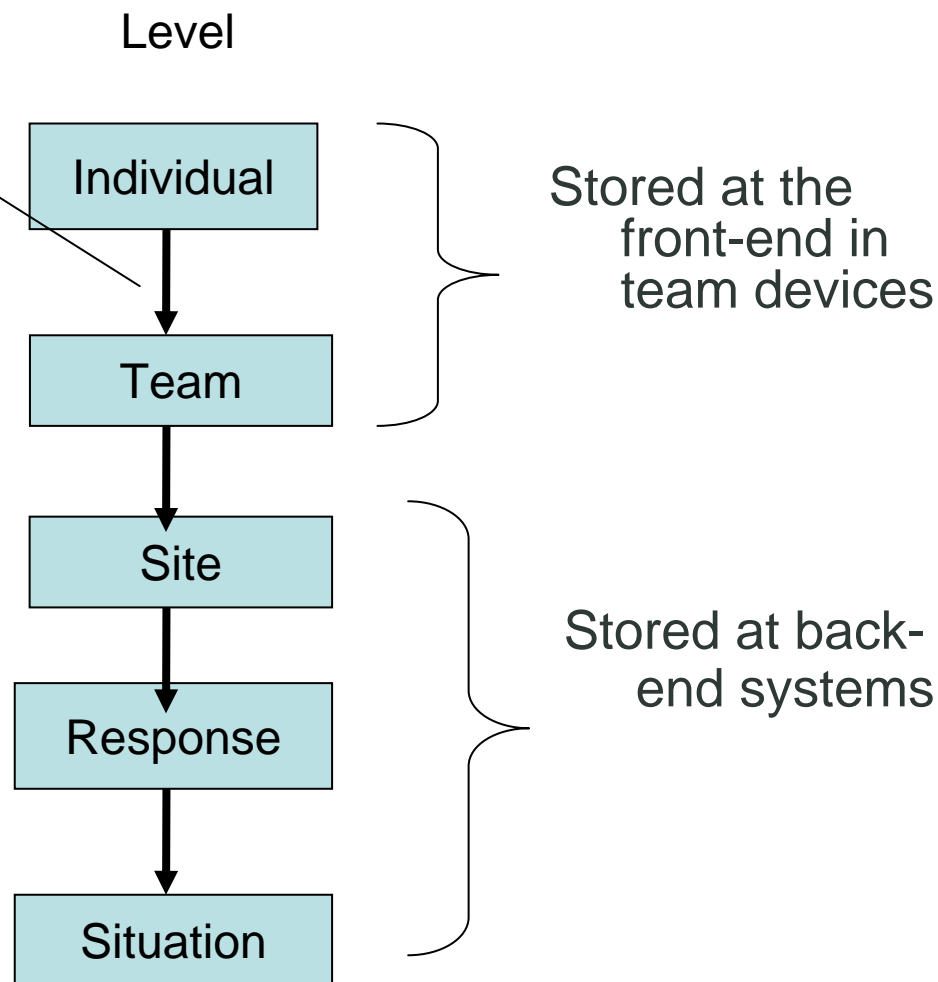 Level
Individual
Stored at the
front-end in
team devices
Team
Site
Stored at back-
end systems
Response
Situation